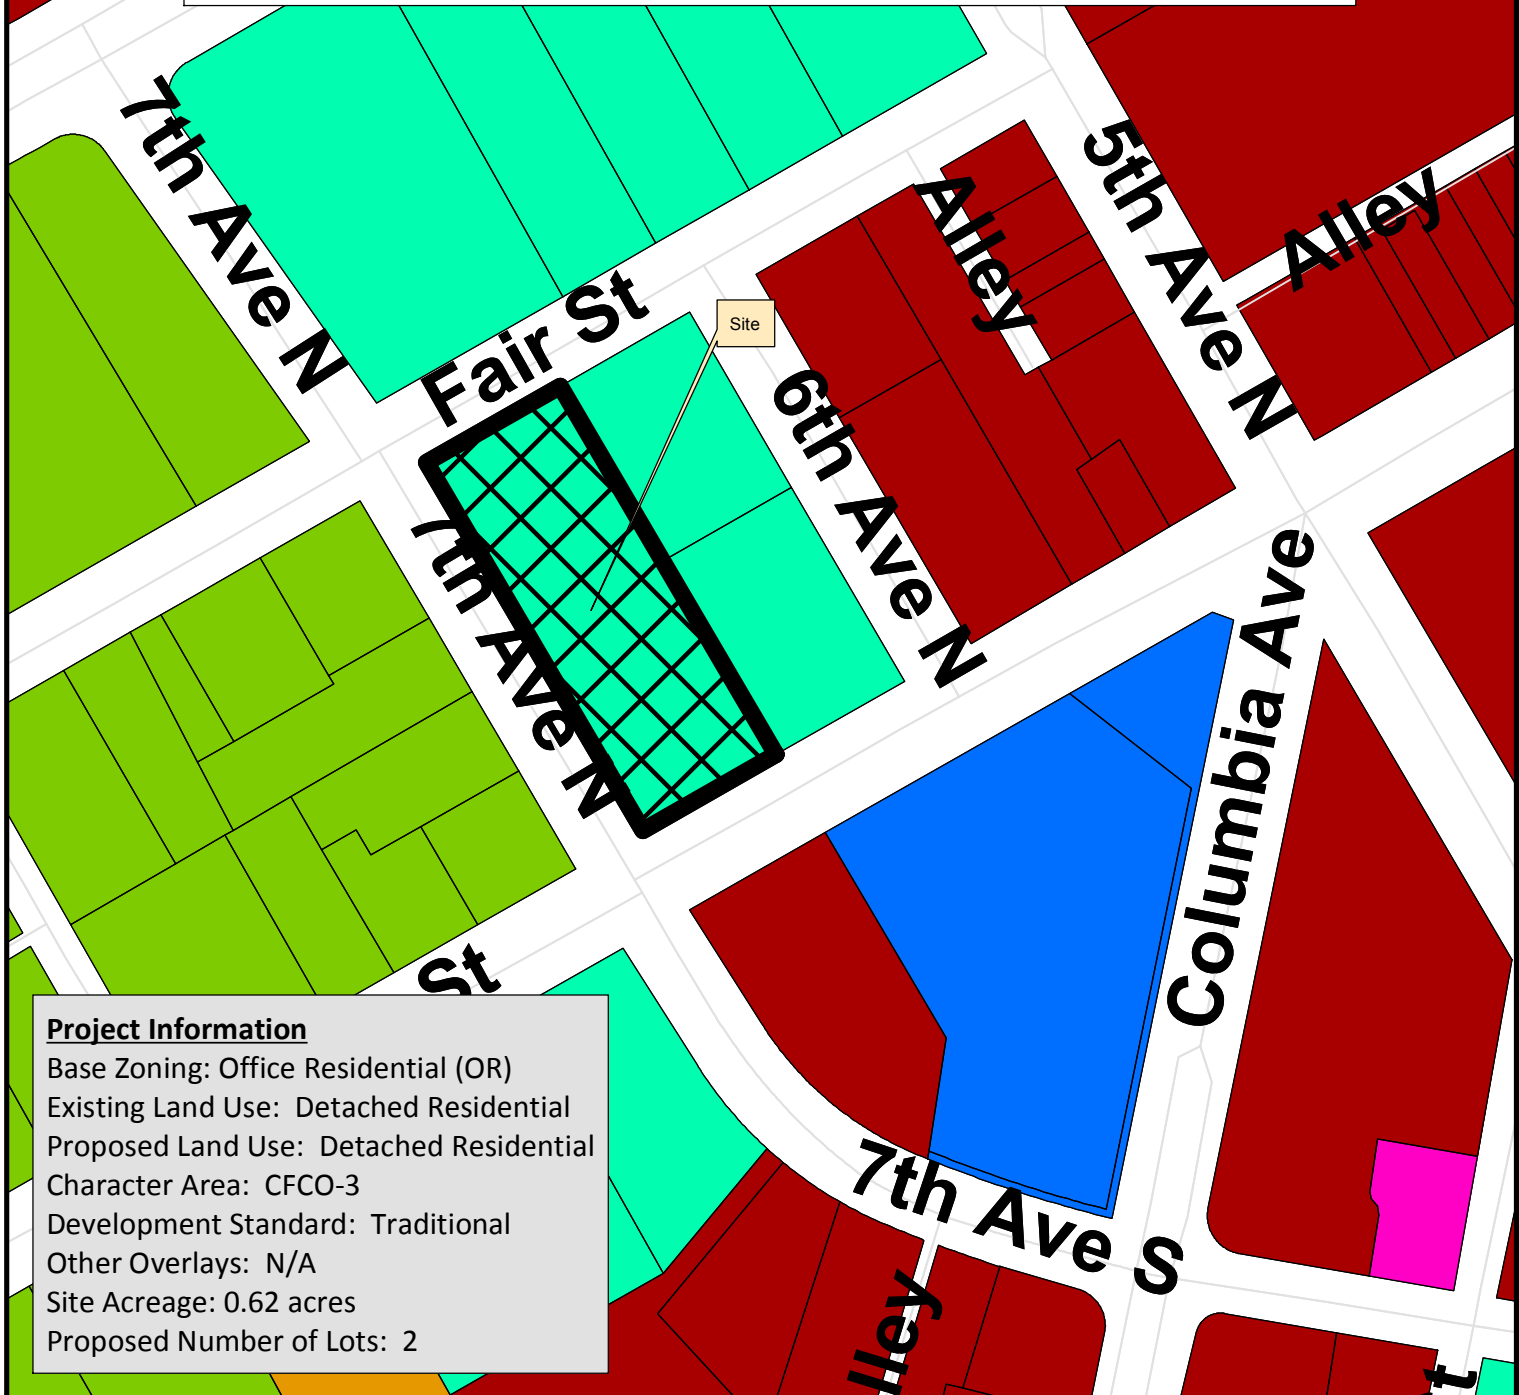 7th Ave N
Fair St
Site
Alley
5th Ave N
Alley
6th Ave N
7th Ave N
Columbia Ave
St
7th Ave S
lley
t
Project Information
Base Zoning: Office Residential (OR)
Existing Land Use:  Detached Residential
Proposed Land Use:  Detached Residential
Character Area:  CFCO-3
Development Standard:  Traditional
Other Overlays:  N/A
Site Acreage: 0.62 acres
Proposed Number of Lots:  2